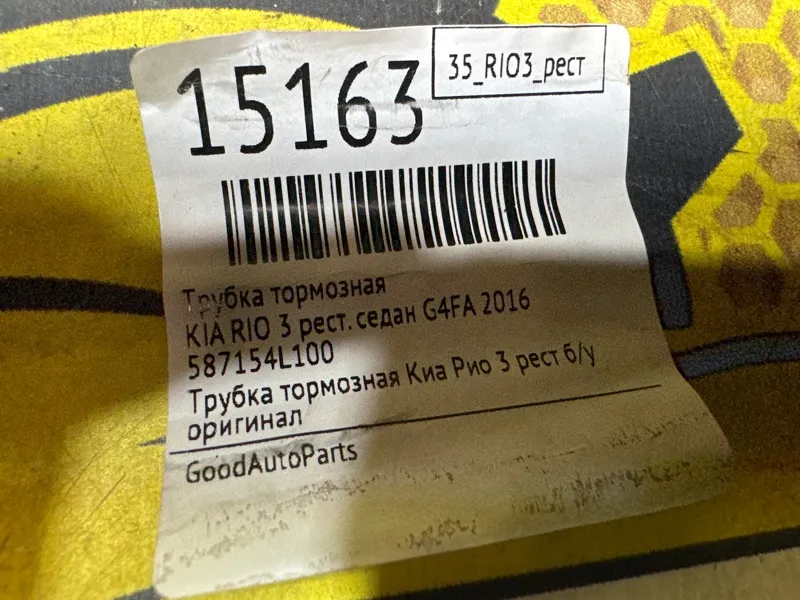 15163
35_RIO3_рест
Трубка тормозная
KIA RIO 3 рест. седан G4FA 2016
587154L100
Трубка тормозная Киа Рио 3 рест б/у
оригинал
GoodAutoParts